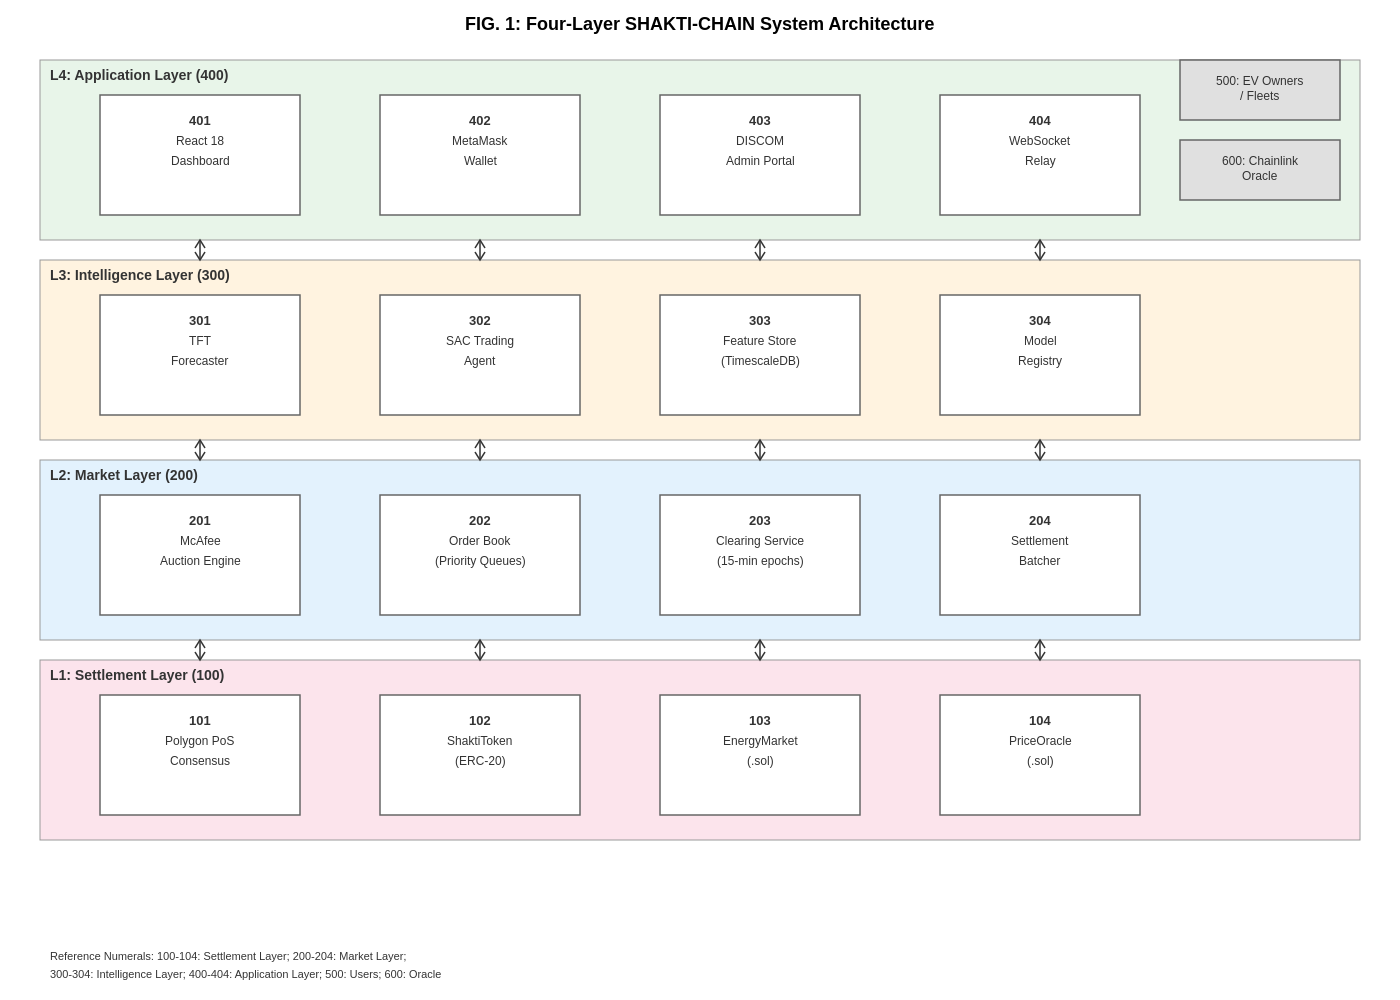 FIG. 1: Four-Layer SHAKTI-CHAIN System Architecture
L4: Application Layer (400)
401
React 18
Dashboard
402
MetaMask
Wallet
403
DISCOM
Admin Portal
404
WebSocket
Relay
500: EV Owners
/ Fleets
600: Chainlink
Oracle
L3: Intelligence Layer (300)
301
TFT
Forecaster
302
SAC Trading
Agent
303
Feature Store
(TimescaleDB)
304
Model
Registry
L2: Market Layer (200)
201
McAfee
Auction Engine
202
Order Book
(Priority Queues)
203
Clearing Service
(15-min epochs)
204
Settlement
Batcher
L1: Settlement Layer (100)
101
Polygon PoS
Consensus
102
ShaktiToken
(ERC-20)
103
EnergyMarket
(.sol)
104
PriceOracle
(.sol)
Reference Numerals: 100-104: Settlement Layer; 200-204: Market Layer;
300-304: Intelligence Layer; 400-404: Application Layer; 500: Users; 600: Oracle